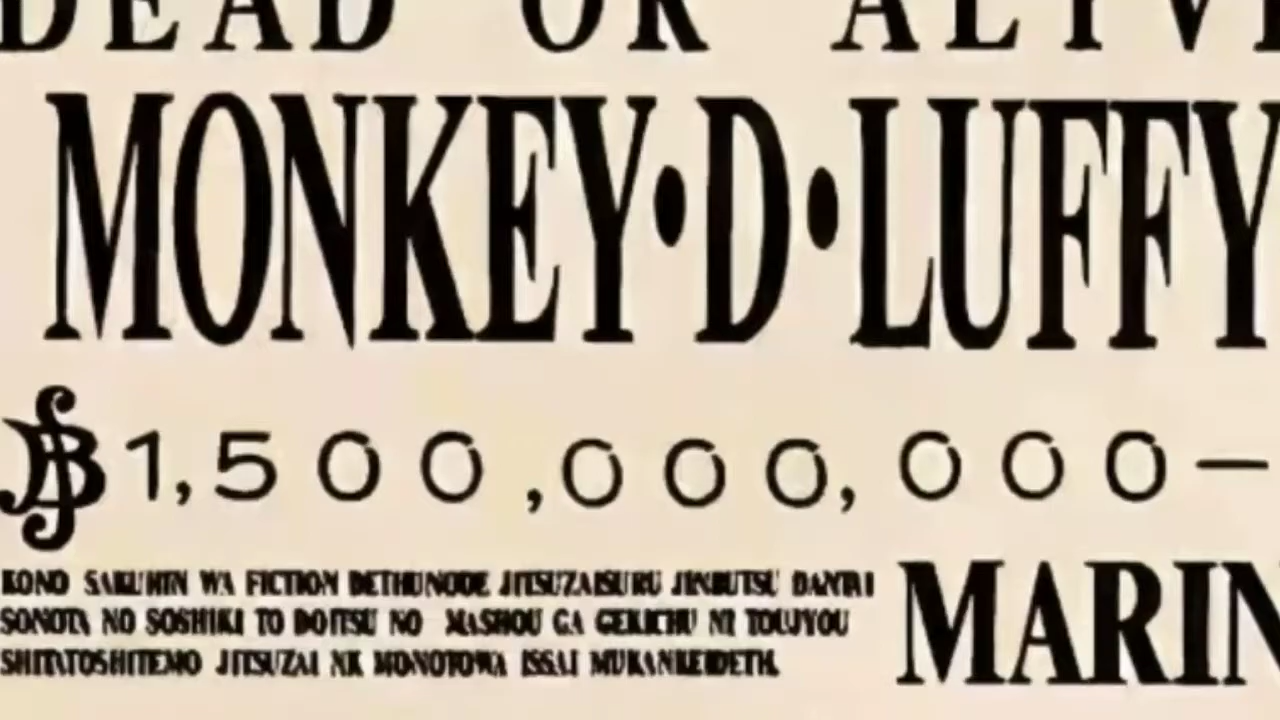 DEAD OR ALIVE
MONKEY•D•LUFFY
1,500,000,000—
KONO SAKUHIN WA FICTION DETHUNODE JITSUZAISURU JINBUTSU DANTAI
SONOTA NO SOSHIKI TO DOITSU NO MASHOU GA GEKICHU NI TOUJYOU
SHITATOSHITEMO JITSUZAI NK MONOTOWA ISSAI MUKANKEIDETH.
MARIN